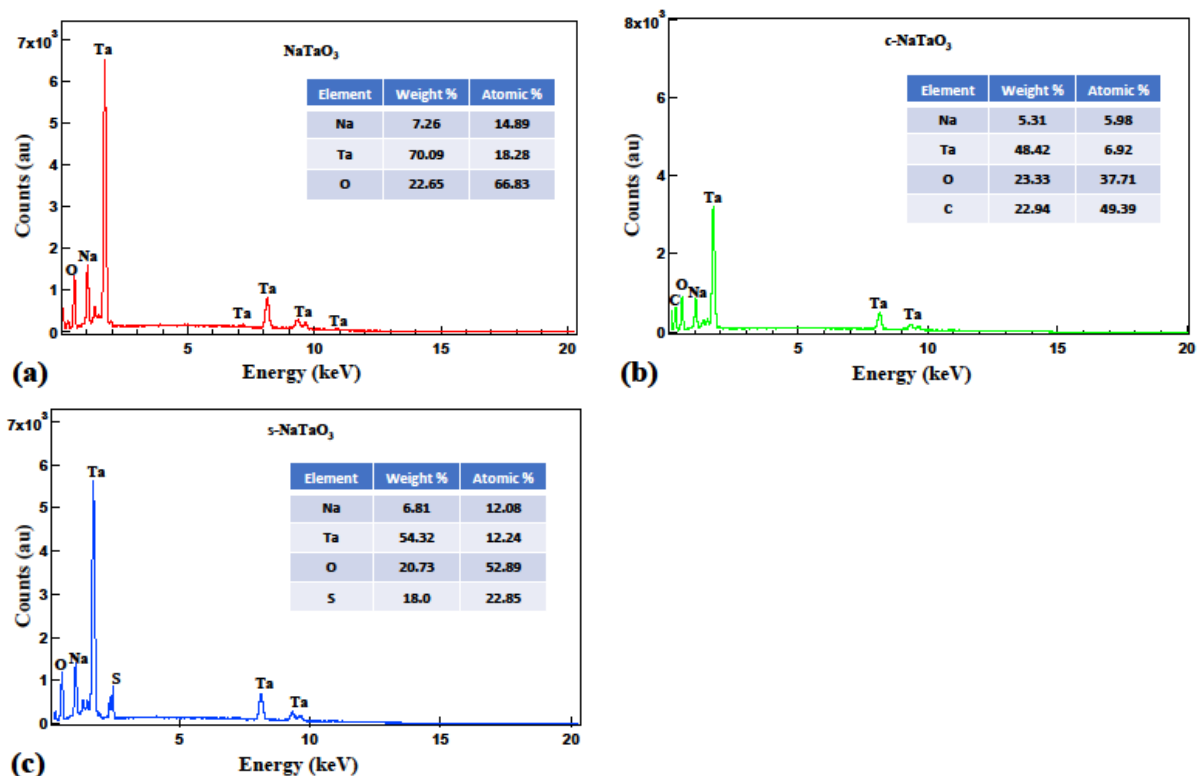 NaTaO3
7x10^3
6
5
4
3
2
1
0
Counts (au)
Ta
O
Na
Ta
Ta
Ta
Ta
Element Weight % Atomic %
Na 7.26 14.89
Ta 70.09 18.28
O 22.65 66.83
5 10 15 20
Energy (keV)
(a)
c-NaTaO3
8x10^3
6
4
2
0
Counts (au)
Ta
C
O
Na
Ta
Ta
Element Weight % Atomic %
Na 5.31 5.98
Ta 48.42 6.92
O 23.33 37.71
C 22.94 49.39
5 10 15 20
Energy (keV)
(b)
s-NaTaO3
7x10^3
6
5
4
3
2
1
0
Counts (au)
Ta
O
Na
S
Ta
Ta
Element Weight % Atomic %
Na 6.81 12.08
Ta 54.32 12.24
O 20.73 52.89
S 18.0 22.85
5 10 15 20
Energy (keV)
(c)